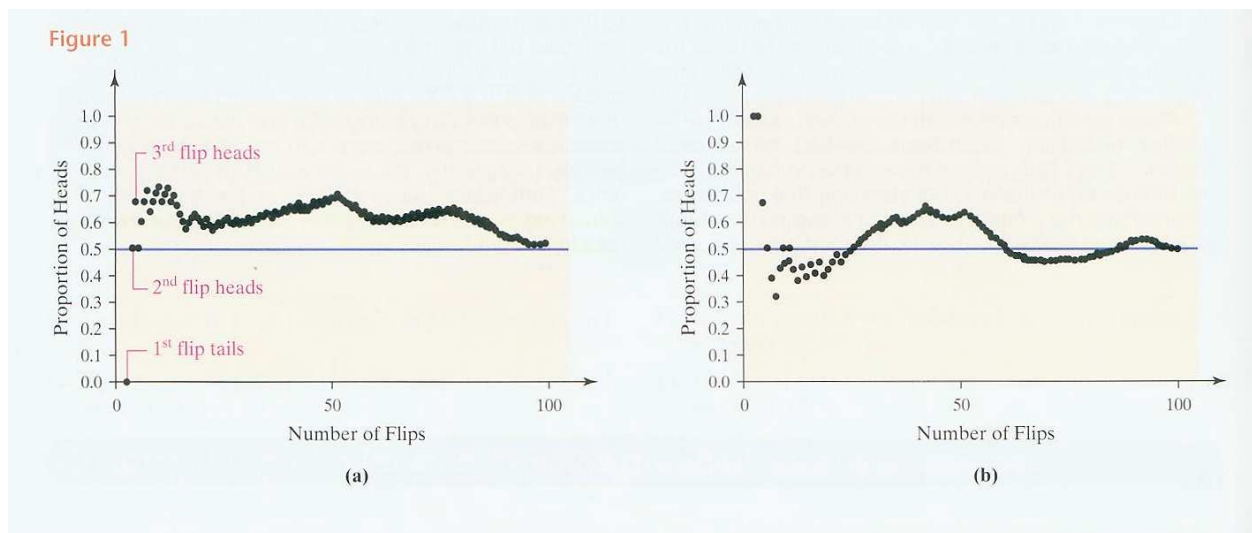 Figure 1
Proportion of Heads
1.0
0.9
0.8
0.7
0.6
0.5
0.4
0.3
0.2
0.1
0.0
3rd flip heads
2nd flip heads
1st flip tails
0
50
100
Number of Flips
(a)
Proportion of Heads
1.0
0.9
0.8
0.7
0.6
0.5
0.4
0.3
0.2
0.1
0.0
0
50
100
Number of Flips
(b)